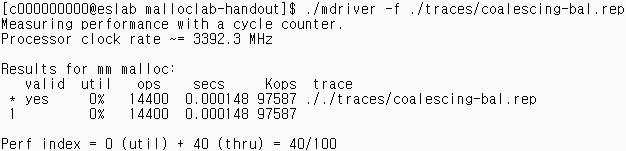 [c000000000@eslab malloclab-handout]$ ./mdriver -f ./traces/coalescing-bal.rep
Measuring performance with a cycle counter.
Processor clock rate ~= 3392.3 MHz

Results for mm malloc:
   valid  util   ops    secs     Kops  trace
 * yes     0%   14400  0.000148 97587  ././traces/coalescing-bal.rep
 1         0%   14400  0.000148 97587

Perf index = 0 (util) + 40 (thru) = 40/100